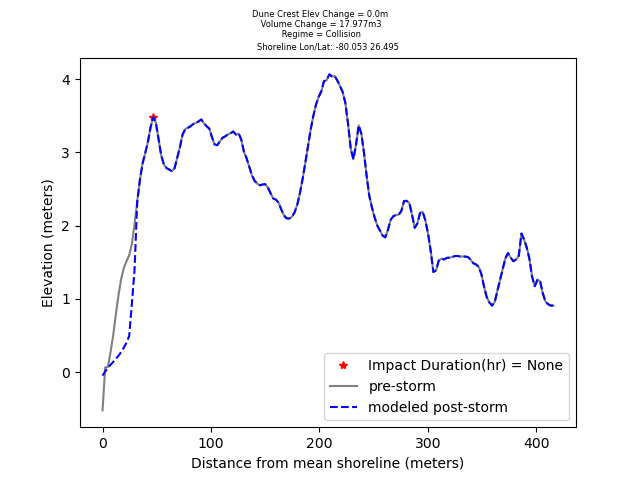 Dune Crest Elev Change = 0.0m
Volume Change = 17.977m3
Regime = Collision
Shoreline Lon/Lat: -80.053 26.495
4
3
2
1
0
Elevation (meters)
Impact Duration(hr) = None
pre-storm
modeled post-storm
0
100
200
300
400
Distance from mean shoreline (meters)